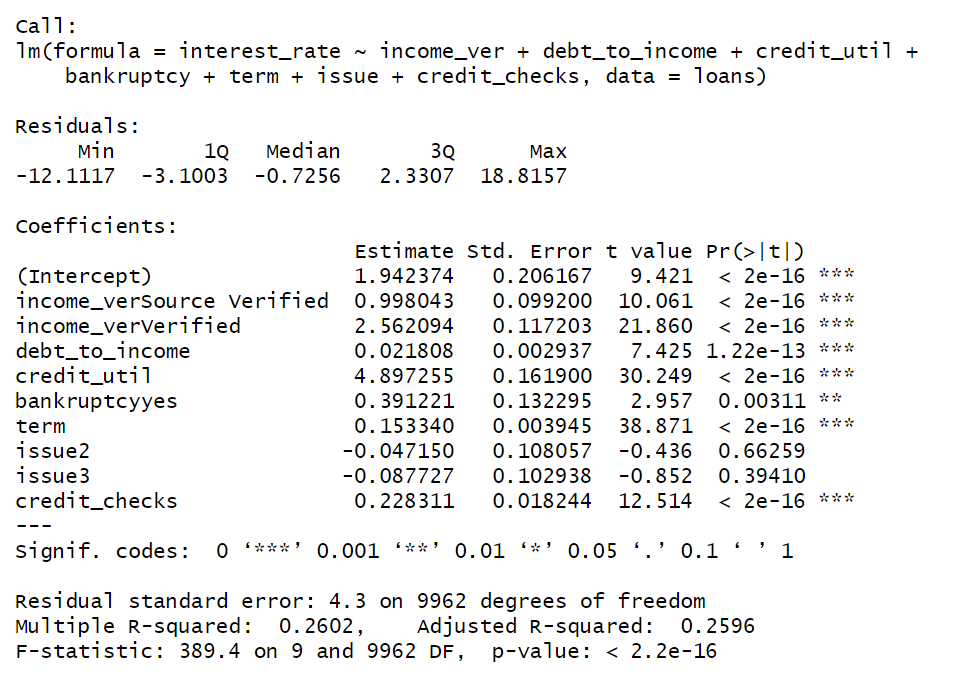 Call:
lm(formula = interest_rate ~ income_ver + debt_to_income + credit_util +
    bankruptcy + term + issue + credit_checks, data = loans)

Residuals:
     Min       1Q   Median       3Q      Max
-12.1117  -3.1003  -0.7256   2.3307  18.8157

Coefficients:
                           Estimate Std. Error t value Pr(>|t|)
(Intercept)                1.942374   0.206167   9.421  < 2e-16 ***
income_verSource Verified  0.998043   0.099200  10.061  < 2e-16 ***
income_verVerified         2.562094   0.117203  21.860  < 2e-16 ***
debt_to_income             0.021808   0.002937   7.425 1.22e-13 ***
credit_util                4.897255   0.161900  30.249  < 2e-16 ***
bankruptcyyes              0.391221   0.132295   2.957  0.00311 **
term                       0.153340   0.003945  38.871  < 2e-16 ***
issue2                    -0.047150   0.108057  -0.436  0.66259
issue3                    -0.087727   0.102938  -0.852  0.39410
credit_checks              0.228311   0.018244  12.514  < 2e-16 ***
---
Signif. codes:  0 ‘***’ 0.001 ‘**’ 0.01 ‘*’ 0.05 ‘.’ 0.1 ‘ ’ 1

Residual standard error: 4.3 on 9962 degrees of freedom
Multiple R-squared:  0.2602,    Adjusted R-squared:  0.2596
F-statistic: 389.4 on 9 and 9962 DF,  p-value: < 2.2e-16